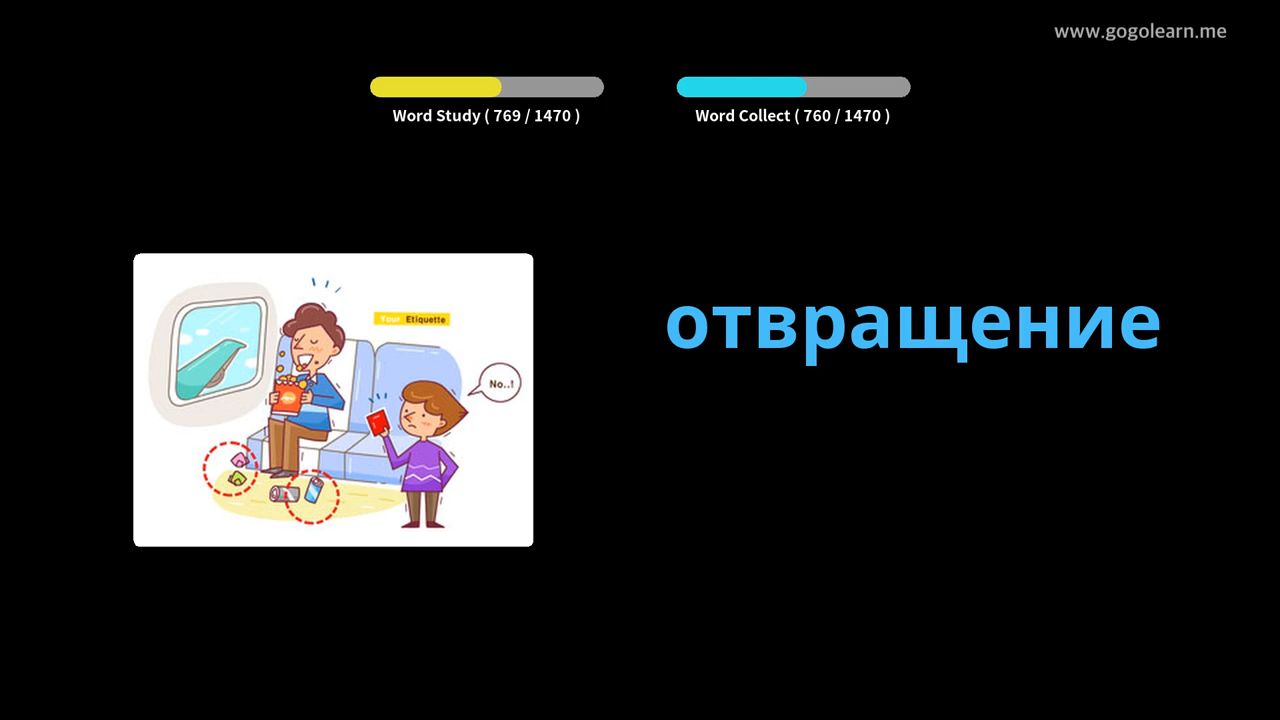 www.gogolearn.me
Word Study ( 769 / 1470 )
Word Collect ( 760 / 1470 )
Your Etiquette
No..!
отвращение